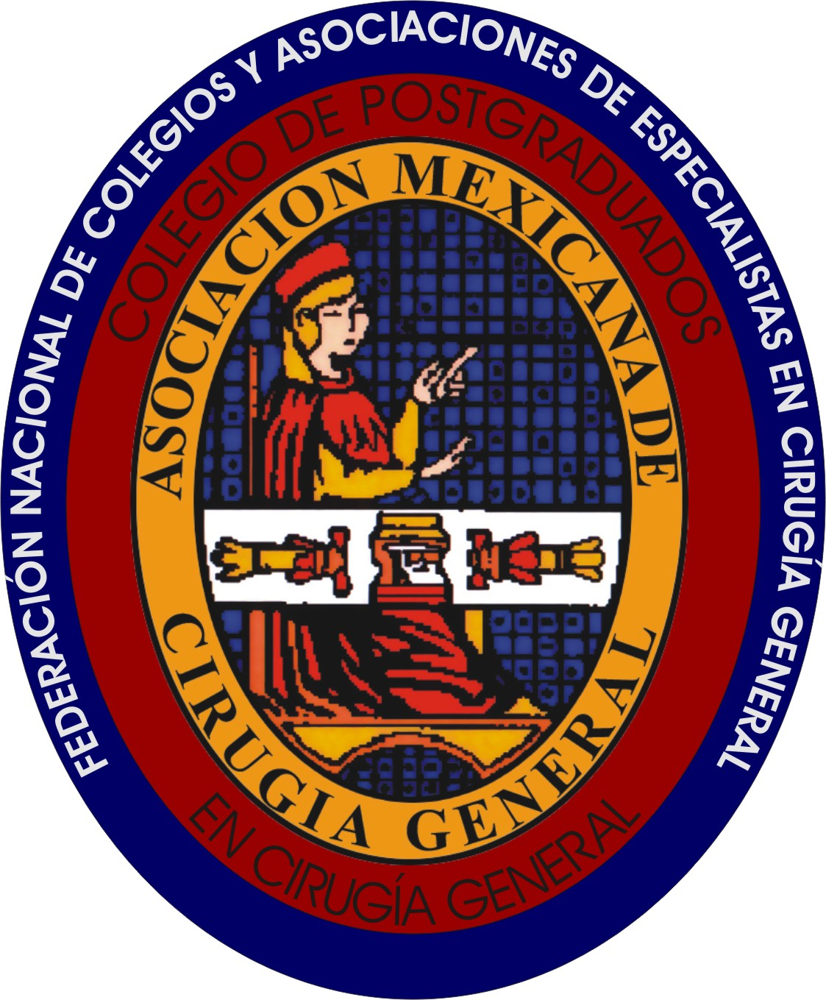 FEDERACIÓN NACIONAL DE COLEGIOS Y ASOCIACIONES DE ESPECIALISTAS EN CIRUGÍA GENERAL
COLEGIO DE POSTGRADUADOS
EN CIRUGÍA GENERAL
ASOCIACION MEXICANA DE
CIRUGIA GENERAL